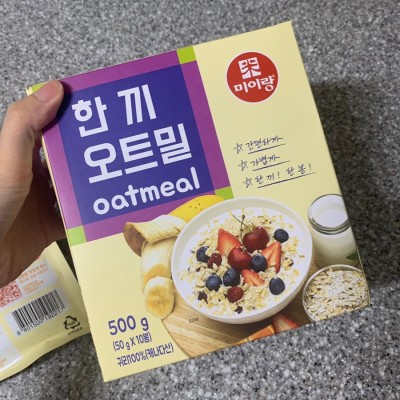 한 끼
오트밀
oatmeal
미이랑
☆간편하게~
☆가볍게~
☆한 끼! 한 봉!
500 g
(50 g X 10봉)
귀리100%(캐나다산)